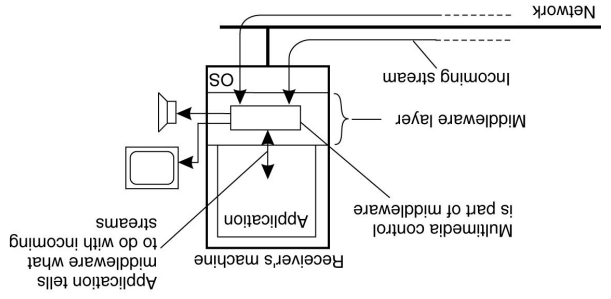 Receiver's machine
Application tells
middleware what
to do with incoming
streams
Multimedia control
is part of middleware
Application
Middleware layer
OS
Incoming stream
Network